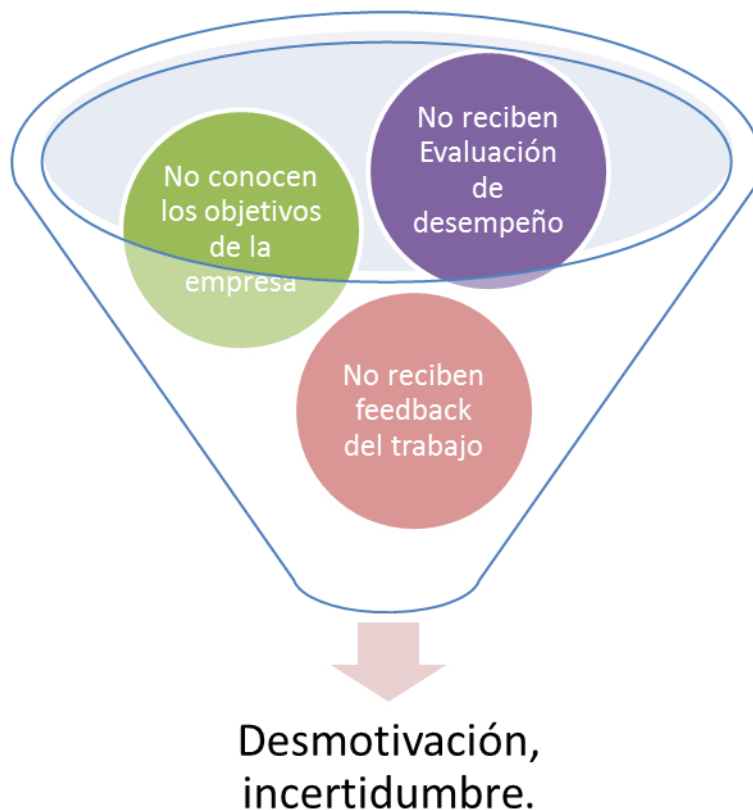 No reciben
Evaluación
de
desempeño
No conocen
los objetivos
de la
empresa
No reciben
feedback
del trabajo
Desmotivación,
incertidumbre.